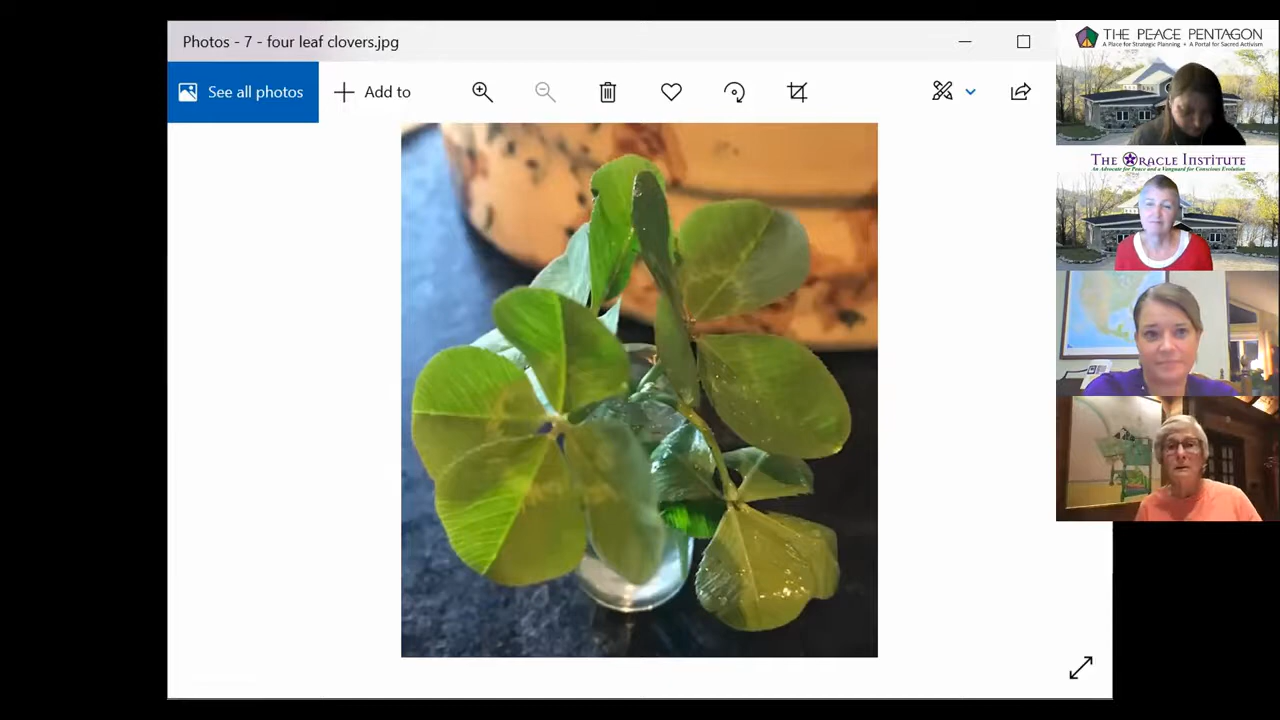 Photos - 7 - four leaf clovers.jpg
See all photos
Add to
THE PEACE PENTAGON
A Place for Strategic Planning + A Portal for Sacred Activism
THE ORACLE INSTITUTE
An Advocate for Peace and a Vanguard for Conscious Evolution